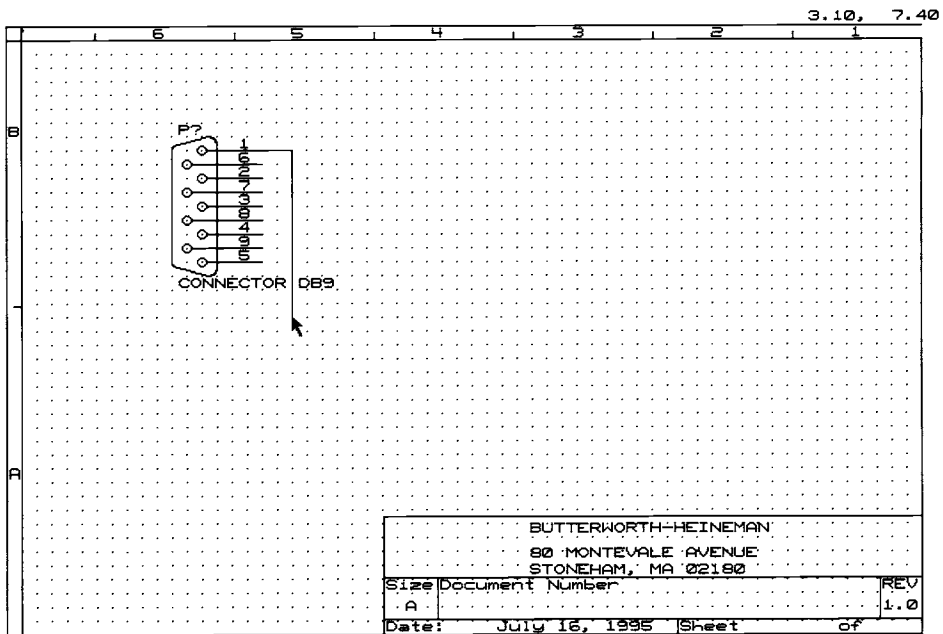 3.10, 7.40
6 5 4 3 2 1
B
P?
1
6
2
7
3
8
4
9
5
CONNECTOR DB9
A
BUTTERWORTH-HEINEMAN
80 MONTEVALE AVENUE
STONEHAM, MA 02180
Size Document Number REV
A 1.0
Date: July 16, 1995 Sheet of